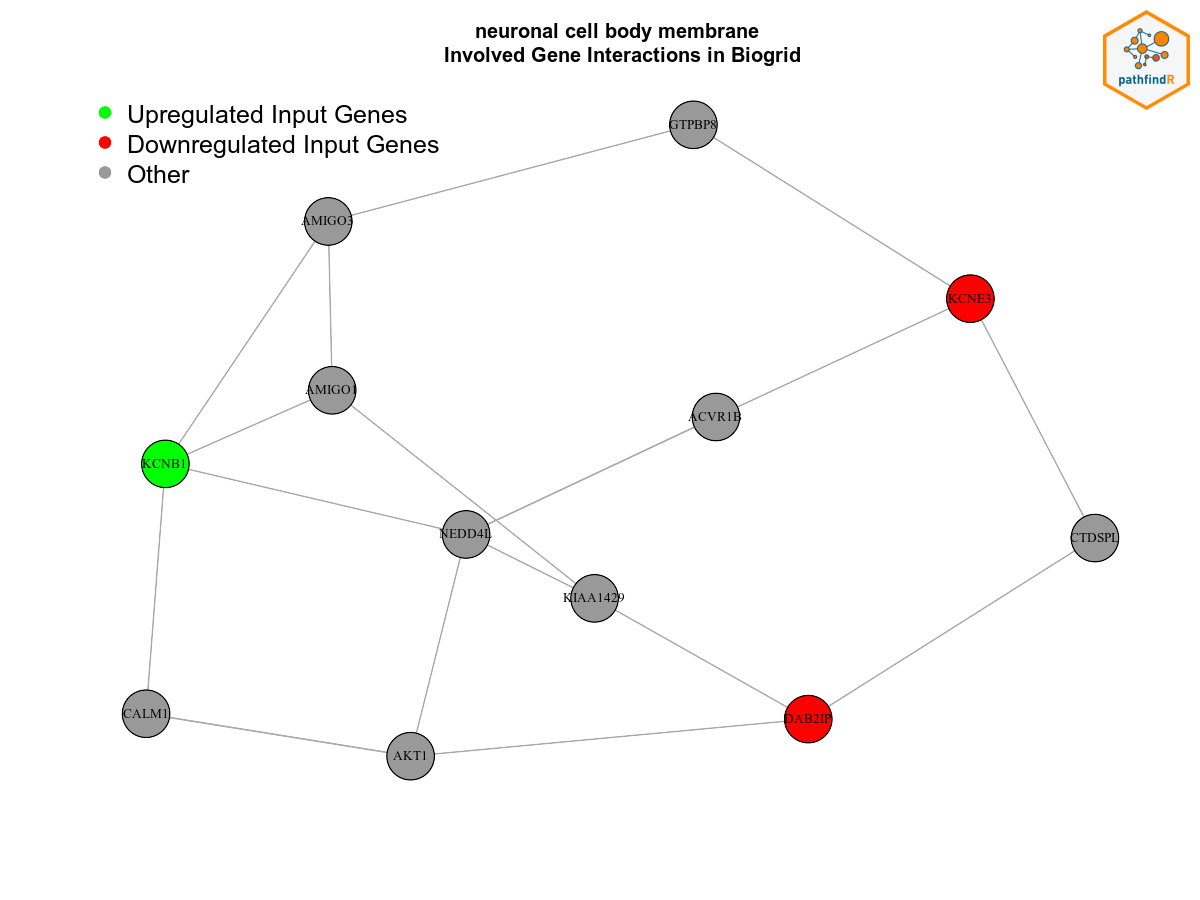 neuronal cell body membrane
Involved Gene Interactions in Biogrid
pathfindR
Upregulated Input Genes
Downregulated Input Genes
Other
GTPBP8
AMIGO3
KCNE3
AMIGO1
ACVR1B
KCNB1
NEDD4L
CTDSPL
KIAA1429
CALM1
DAB2IP
AKT1